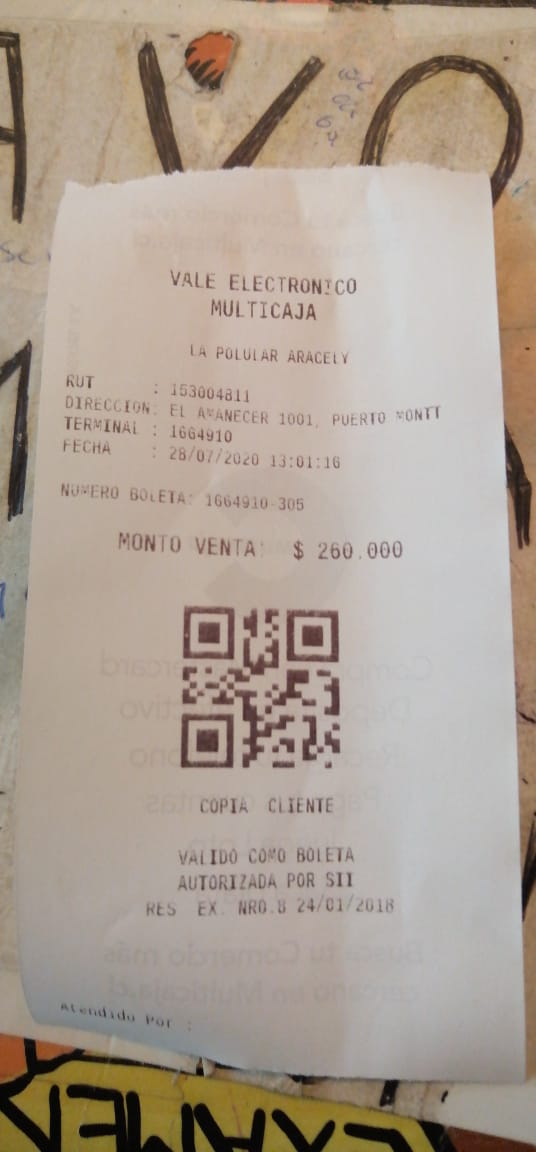 VALE ELECTRONICO
MULTICAJA
LA POLULAR ARACELY
RUT : 153004811
DIRECCION: EL AMANECER 1001, PUERTO MONTT
TERMINAL : 1664910
FECHA : 28/07/2020 13:01:16
NUMERO BOLETA: 1664910-305
MONTO VENTA: $ 260.000
COPIA CLIENTE
VALIDO COMO BOLETA
AUTORIZADA POR SII
RES EX. NRO.8 24/01/2018
Atendido Por :